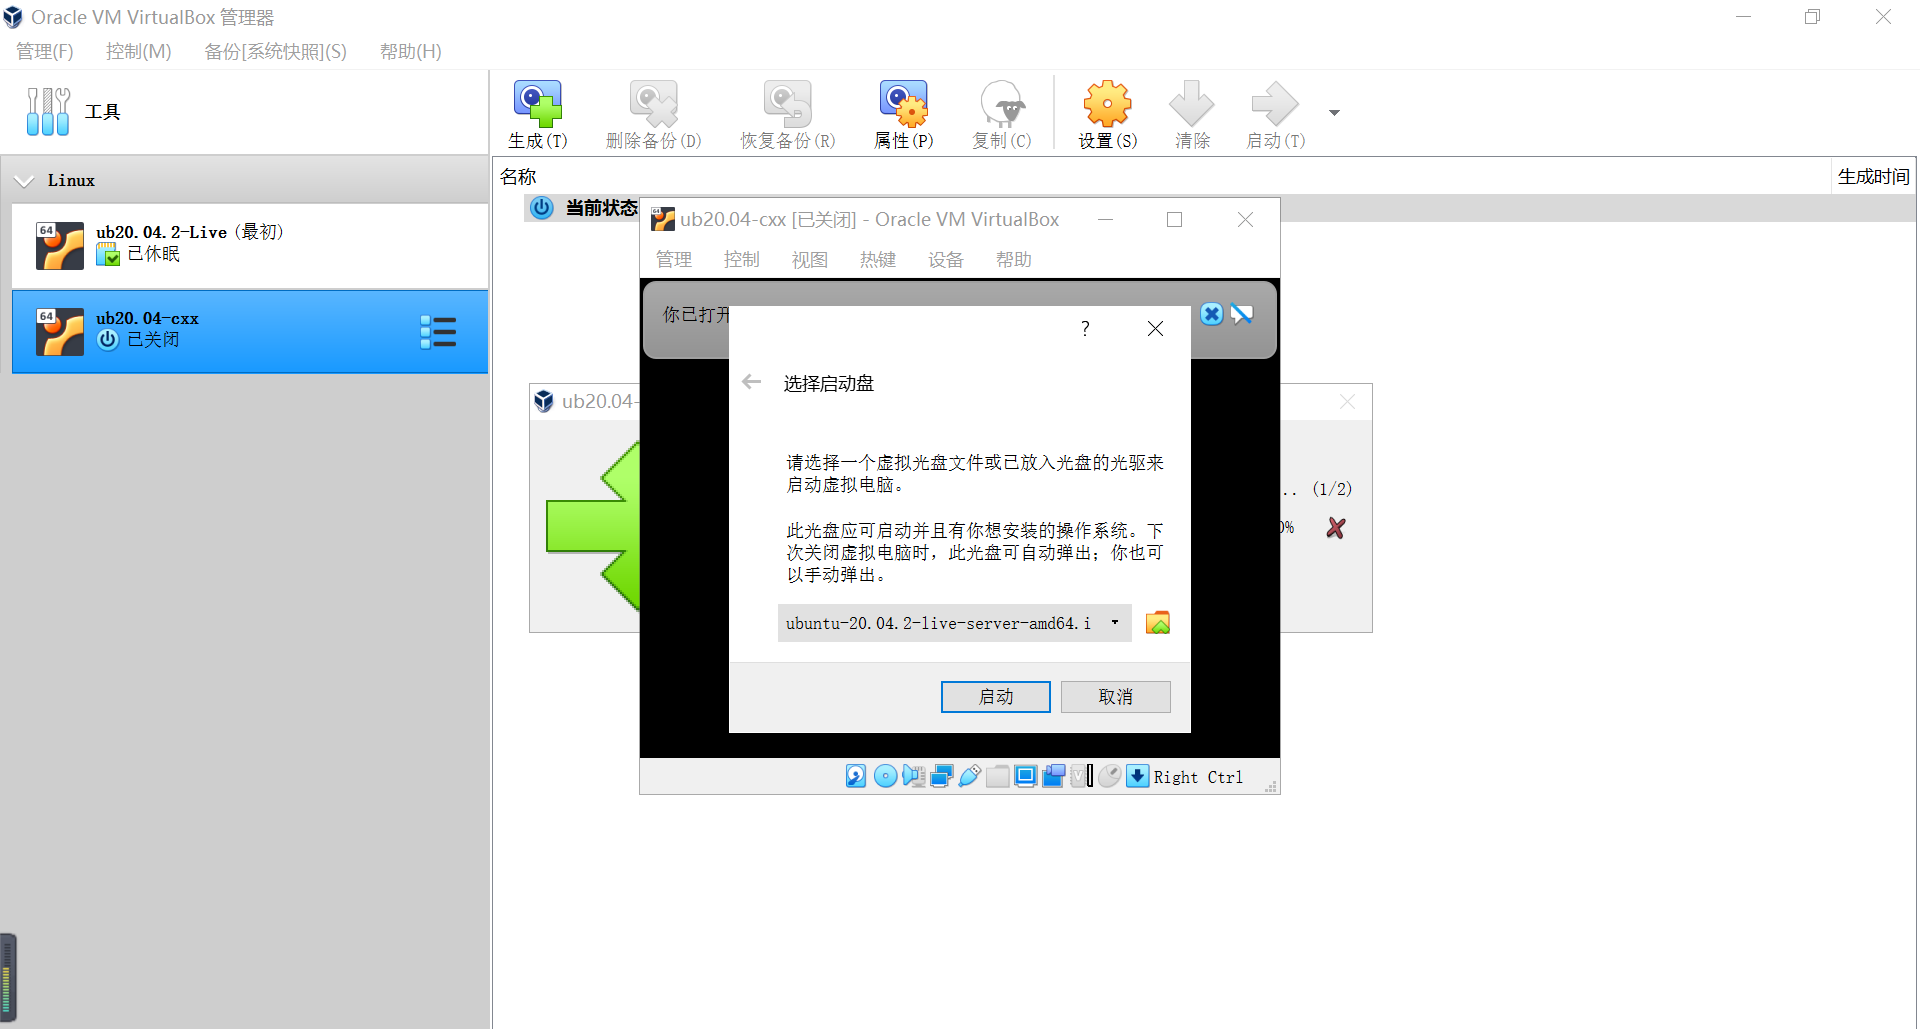 Oracle VM VirtualBox 管理器
管理(F) 控制(M) 备份[系统快照](S) 帮助(H)
工具
生成(T) 删除备份(D) 恢复备份(R) 属性(P) 复制(C) 设置(S) 清除 启动(T)
Linux
名称 生成时间
64 ub20.04.2-Live (最初)
已休眠
当前状态
64 ub20.04-cxx
已关闭
64 ub20.04-cxx [已关闭] - Oracle VM VirtualBox
管理 控制 视图 热键 设备 帮助
你已打开
?
选择启动盘
ub20.04-
请选择一个虚拟光盘文件或已放入光盘的光驱来
启动虚拟电脑。
.. (1/2)
0%
此光盘应可启动并且有你想安装的操作系统。下
次关闭虚拟电脑时，此光盘可自动弹出；你也可
以手动弹出。
ubuntu-20.04.2-live-server-amd64.i
启动 取消
Right Ctrl